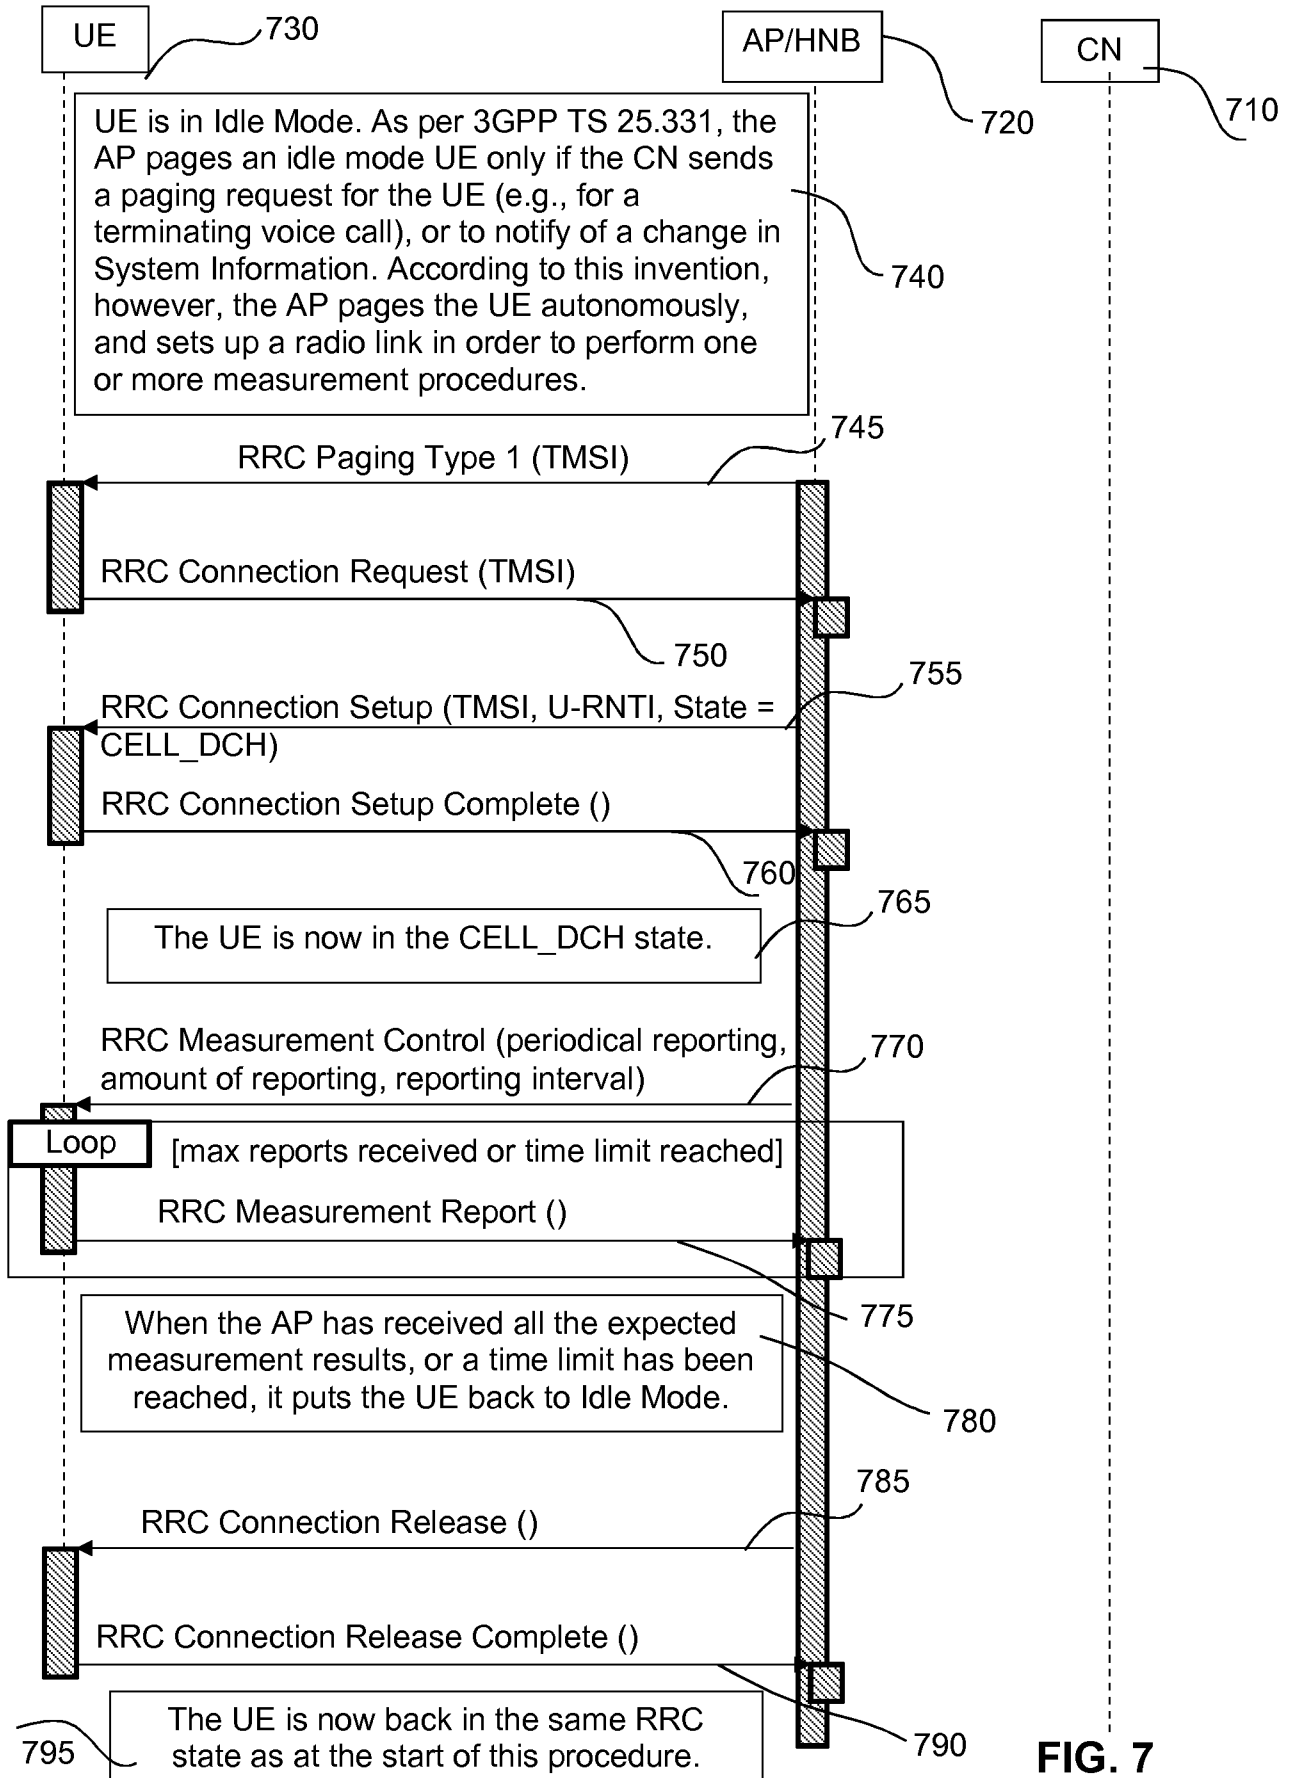 UE
730
AP/HNB
720
CN
710
UE is in Idle Mode. As per 3GPP TS 25.331, the
AP pages an idle mode UE only if the CN sends
a paging request for the UE (e.g., for a
terminating voice call), or to notify of a change in
System Information. According to this invention,
however, the AP pages the UE autonomously,
and sets up a radio link in order to perform one
or more measurement procedures.
740
745
RRC Paging Type 1 (TMSI)
RRC Connection Request (TMSI)
750
755
RRC Connection Setup (TMSI, U-RNTI, State =
CELL_DCH)
RRC Connection Setup Complete ()
760
765
The UE is now in the CELL_DCH state.
RRC Measurement Control (periodical reporting,
amount of reporting, reporting interval)
770
Loop
[max reports received or time limit reached]
RRC Measurement Report ()
775
When the AP has received all the expected
measurement results, or a time limit has been
reached, it puts the UE back to Idle Mode.
780
785
RRC Connection Release ()
RRC Connection Release Complete ()
790
The UE is now back in the same RRC
state as at the start of this procedure.
795
FIG. 7